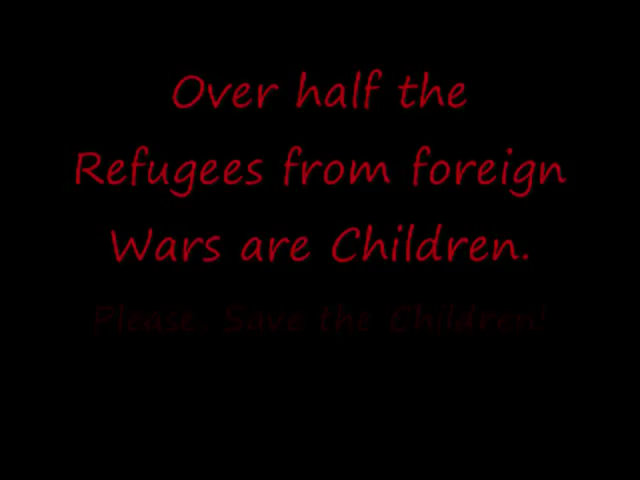 Over half the
Refugees from foreign
Wars are Children.
Please. Save the Children!